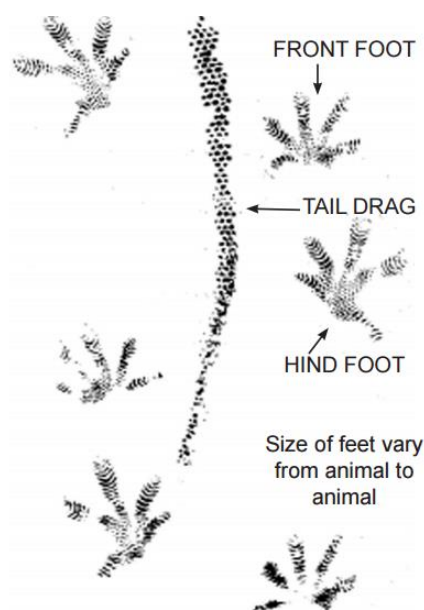 FRONT FOOT
TAIL DRAG
HIND FOOT
Size of feet vary
from animal to
animal